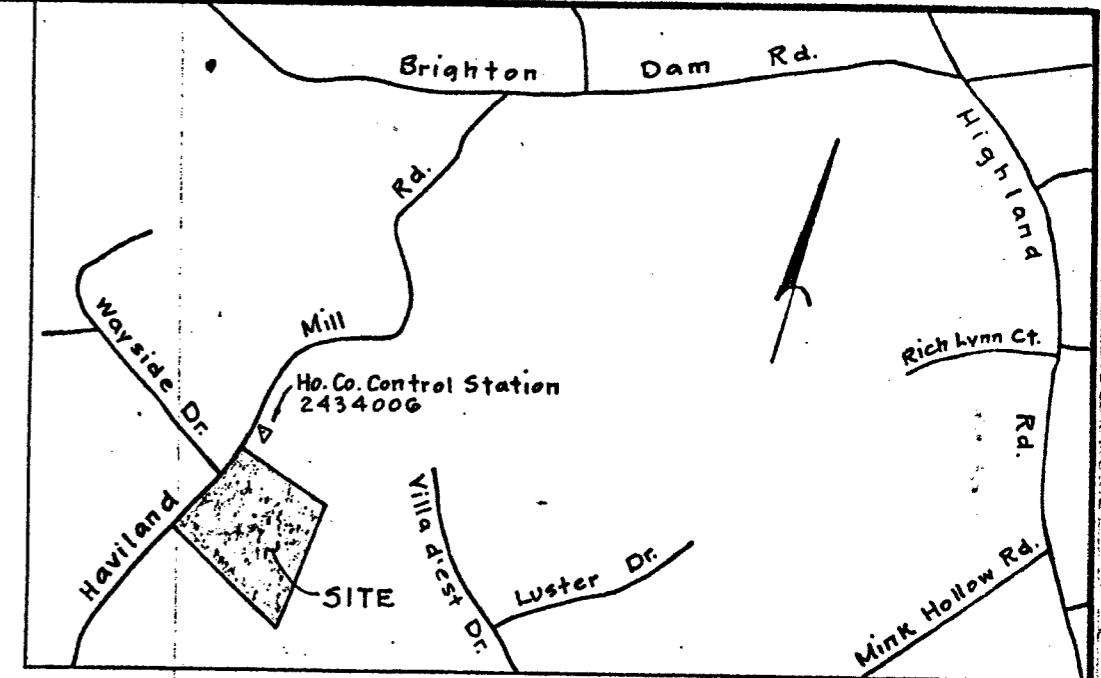 Brighton Dam Rd.
Highland Rd.
Haviland Mill Rd.
Wayside Dr.
Ho. Co. Control Station
2434006
Rich Lynn Ct.
Villa d'est Dr.
Luster Dr.
SITE
Mink Hollow Rd.